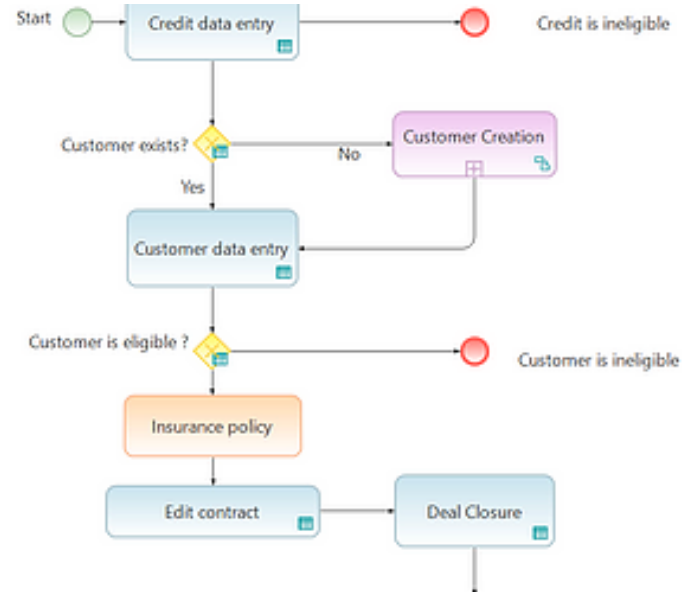 Start
Credit data entry
Credit is ineligible
Customer exists?
No
Customer Creation
Yes
Customer data entry
Customer is eligible ?
Customer is ineligible
Insurance policy
Edit contract
Deal Closure